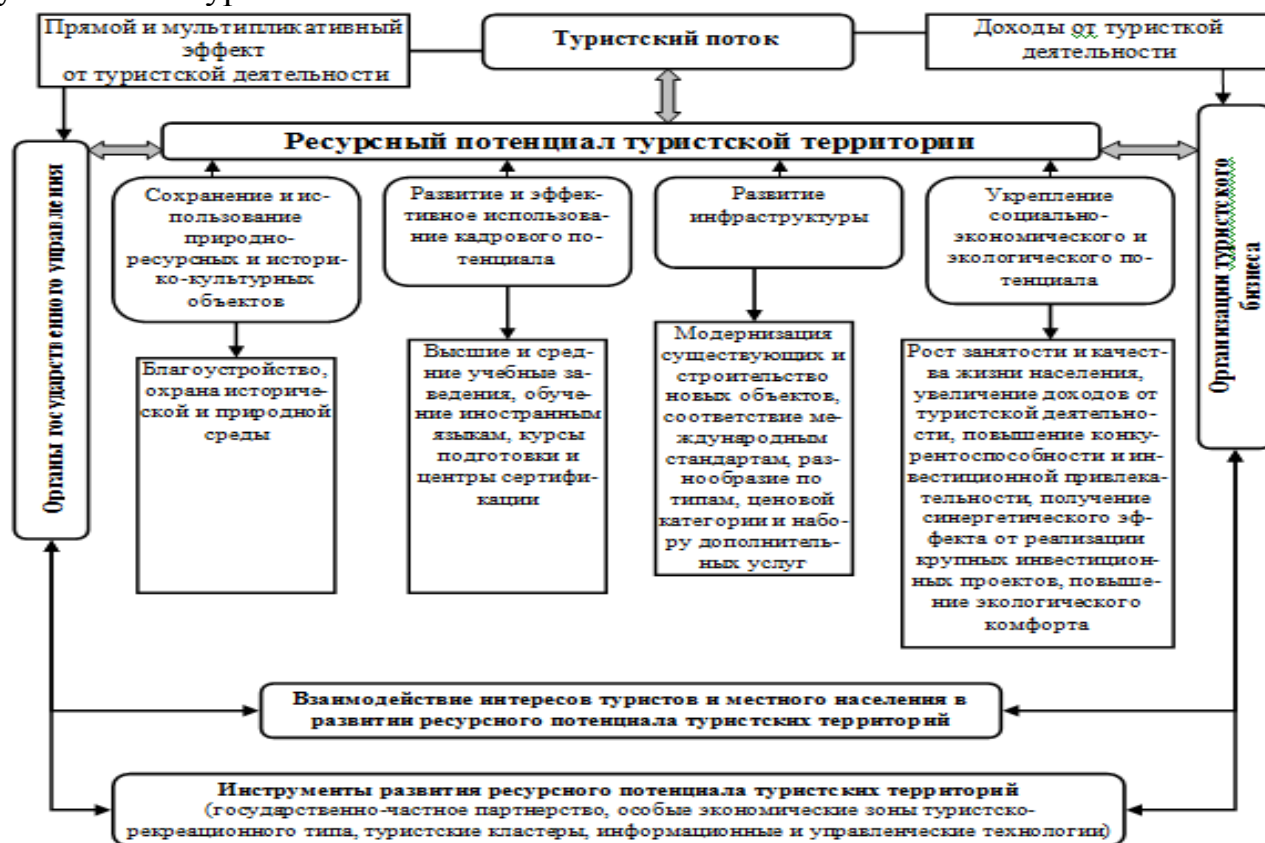 Прямой и мультипликативный
эффект
от туристской деятельности
Туристский поток
Доходы от туристкой
деятельности
Ресурсный потенциал туристской территории
Органы государственного управления
Организации туристского
бизнеса
Сохранение и ис-
пользование
природно-
ресурсных и истори-
ко-культурных
объектов
Развитие и эффек-
тивное использова-
ние кадрового по-
тенциала
Развитие
инфраструктуры
Укрепление
социально-
экономического и
экологического по-
тенциала
Благоустройство,
охрана историче-
ской и природной
среды
Высшие и сред-
ние учебные за-
ведения, обуче-
ние иностранным
языкам, курсы
подготовки и
центры сертифи-
кации
Модернизация
существующих и
строительство
новых объектов,
соответствие ме-
ждународным
стандартам, раз-
нообразие по
типам, ценовой
категории и набо-
ру дополнитель-
ных услуг
Рост занятости и качест-
ва жизни населения,
увеличение доходов от
туристской деятельно-
сти, повышение конку-
рентоспособности и ин-
вестиционной привлека-
тельности, получение
синергетического эф-
фекта от реализации
крупных инвестицион-
ных проектов, повыше-
ние экологического
комфорта
Взаимодействие интересов туристов и местного населения в
развитии ресурсного потенциала туристских территорий
Инструменты развития ресурсного потенциала туристских территорий
(государственно-частное партнерство, особые экономические зоны туристско-
рекреационного типа, туристские кластеры, информационные и управленческие технологии)